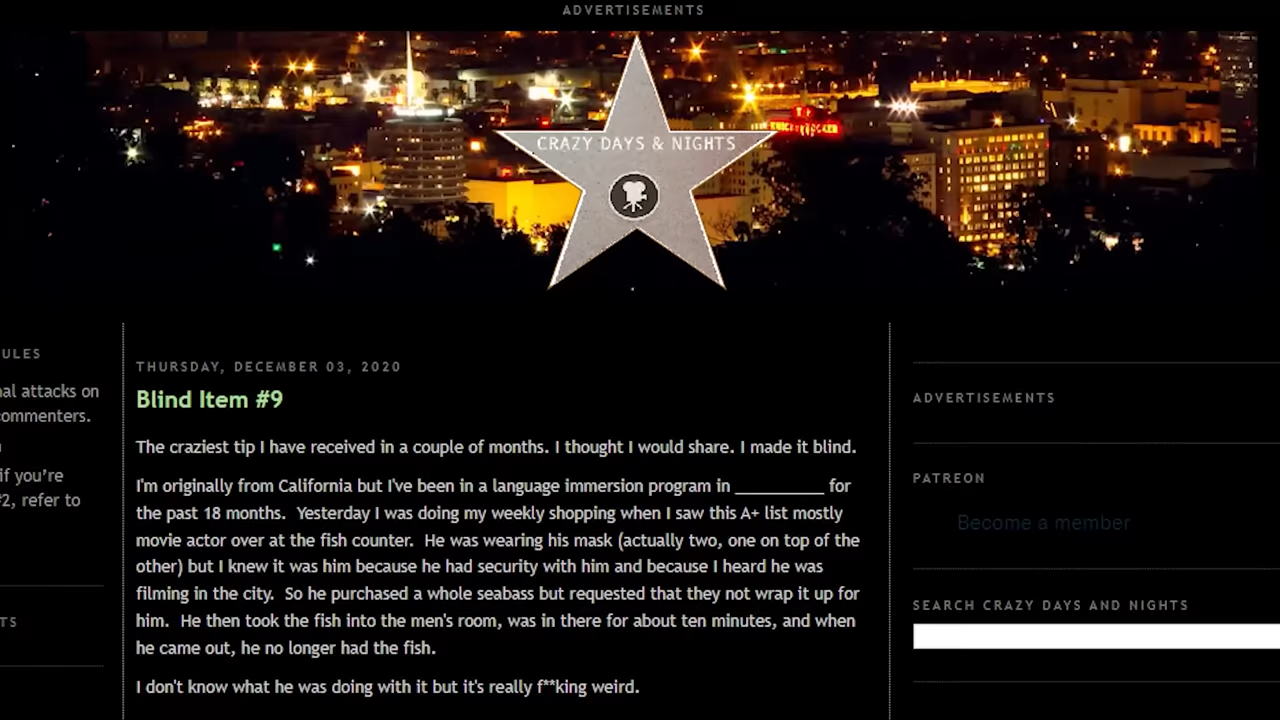 ADVERTISEMENTS
KNICKERBOCKER
CRAZY DAYS & NIGHTS
ULES
nal attacks on
ommenters.
if you're
#2, refer to
TS
THURSDAY, DECEMBER 03, 2020
Blind Item #9
The craziest tip I have received in a couple of months. I thought I would share. I made it blind.
I'm originally from California but I've been in a language immersion program in __________ for
the past 18 months.  Yesterday I was doing my weekly shopping when I saw this A+ list mostly
movie actor over at the fish counter.  He was wearing his mask (actually two, one on top of the
other) but I knew it was him because he had security with him and because I heard he was
filming in the city.  So he purchased a whole seabass but requested that they not wrap it up for
him.  He then took the fish into the men's room, was in there for about ten minutes, and when
he came out, he no longer had the fish.
I don't know what he was doing with it but it's really f**king weird.
ADVERTISEMENTS
PATREON
Become a member
SEARCH CRAZY DAYS AND NIGHTS